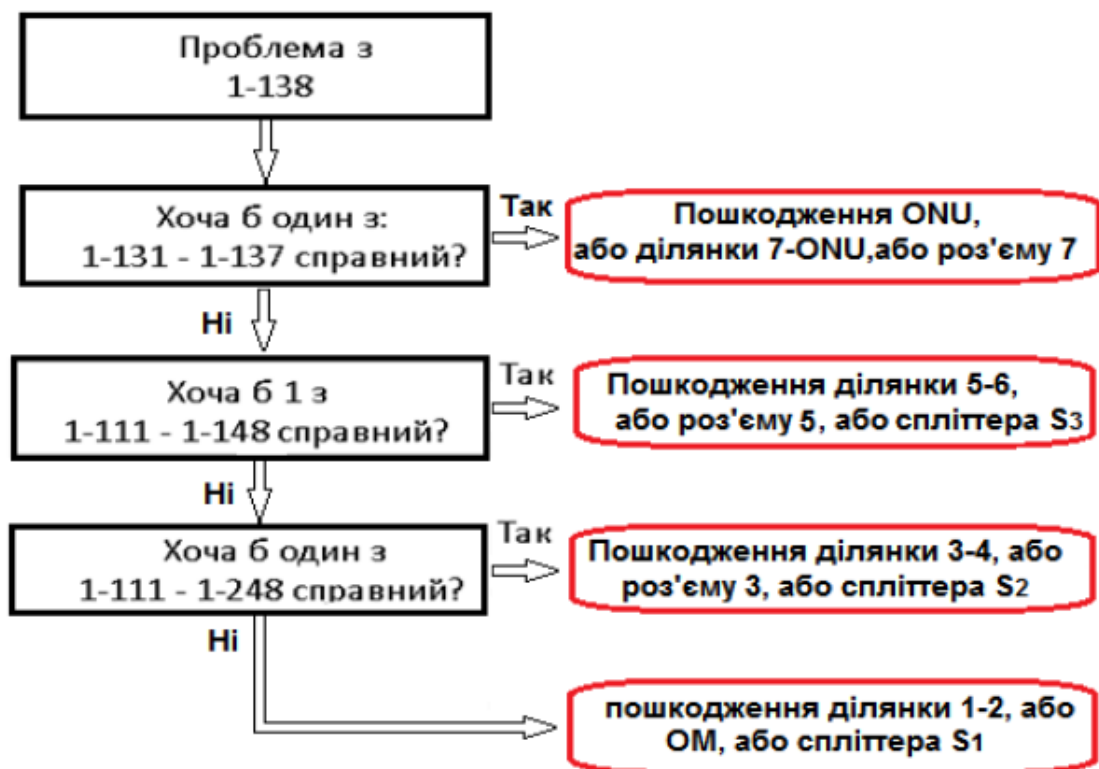 Проблема з
1-138
Хоча б один з:
1-131 - 1-137 справний?
Так
Пошкодження ONU,
або ділянки 7-ONU,або роз'єму 7
Ні
Хоча б 1 з
1-111 - 1-148 справний?
Так
Пошкодження ділянки 5-6,
або роз'єму 5, або спліттера S3
Ні
Хоча б один з
1-111 - 1-248 справний?
Так
Пошкодження ділянки 3-4, або
роз'єму 3, або спліттера S2
Ні
пошкодження ділянки 1-2, або
ОМ, або спліттера S1